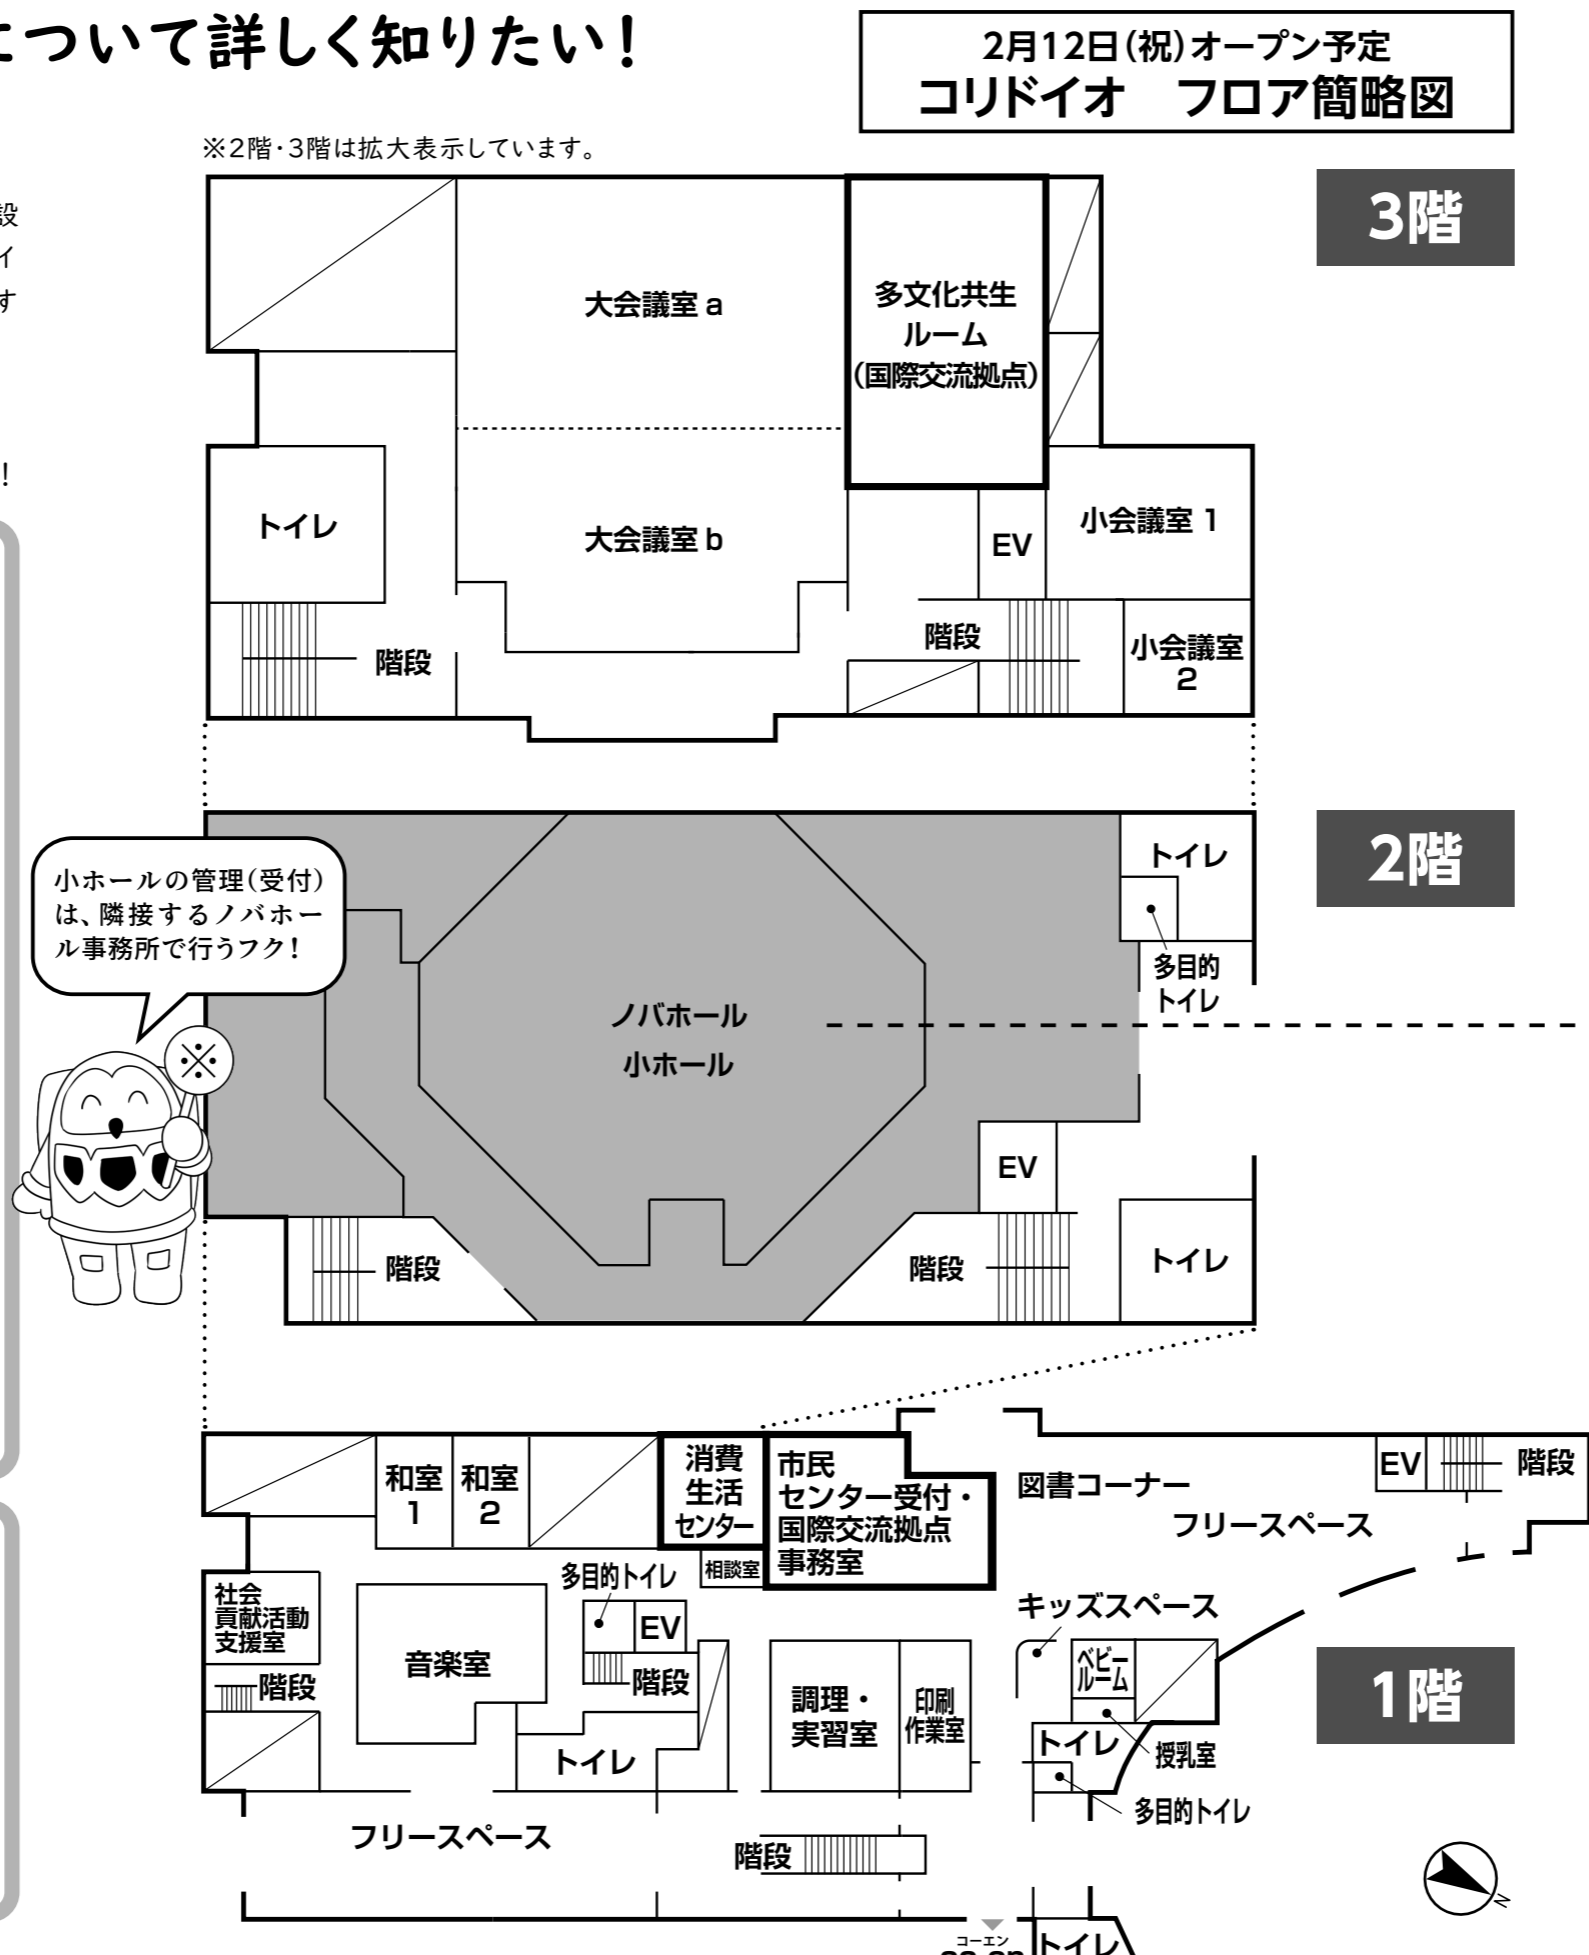 について詳しく知りたい！
2月12日（祝）オープン予定
コリドイオ　フロア簡略図
※2階・3階は拡大表示しています。
設
イ
す
！
3階
大会議室 a
多文化共生
ルーム
（国際交流拠点）
トイレ
大会議室 b
EV
小会議室 1
階段
階段
小会議室
2
2階
小ホールの管理（受付）
は、隣接するノバホー
ル事務所で行うフク！
※
トイレ
多目的
トイレ
ノバホール
小ホール
EV
階段
階段
トイレ
1階
和室
1
和室
2
消費
生活
センター
市民
センター受付・
国際交流拠点
事務室
相談室
図書コーナー
フリースペース
EV
階段
社会
貢献活動
支援室
階段
音楽室
多目的トイレ
EV
階段
トイレ
調理・
実習室
印刷
作業室
キッズスペース
ベビー
ルーム
トイレ
授乳室
多目的トイレ
フリースペース
階段
N
コーエン
トイレ